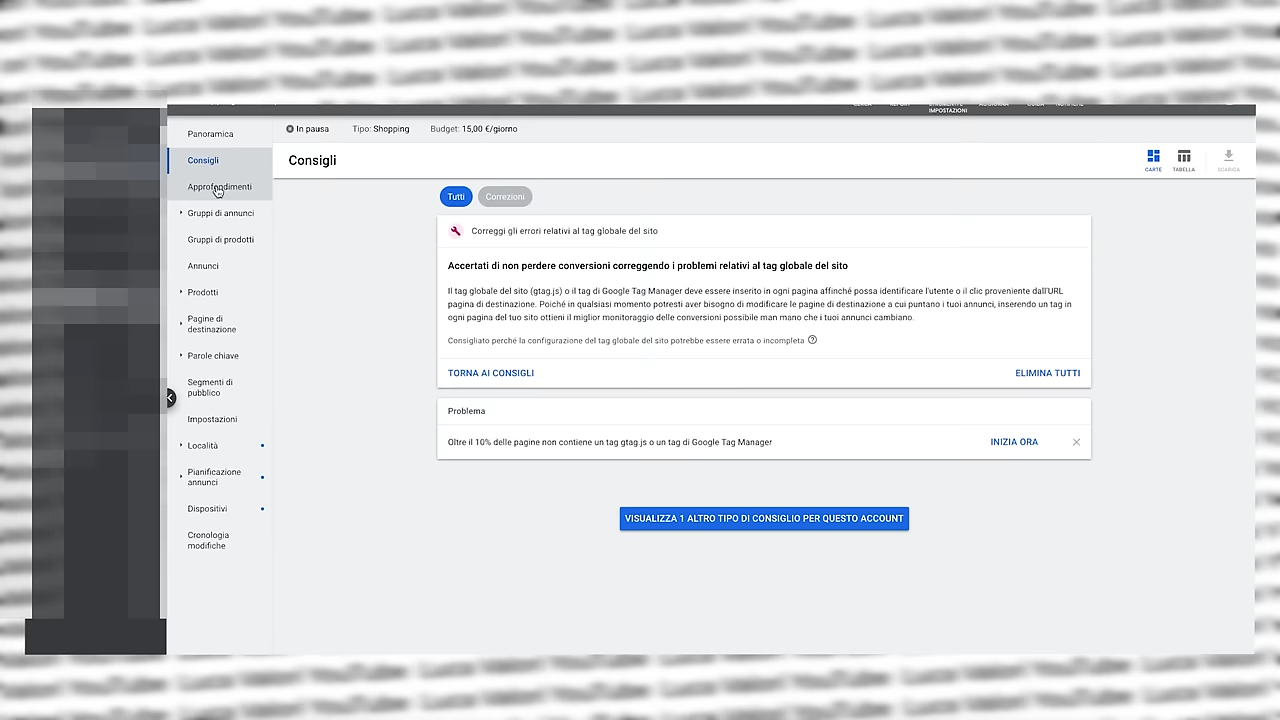 IMPOSTAZIONI
Panoramica
Consigli
Approfondimenti
Gruppi di annunci
Gruppi di prodotti
Annunci
Prodotti
Pagine di
destinazione
Parole chiave
Segmenti di
pubblico
Impostazioni
Località
Pianificazione
annunci
Dispositivi
Cronologia
modifiche
In pausa Tipo: Shopping Budget: 15,00 €/giorno
Consigli
CARTE TABELLA SCARICA
Tutti Correzioni
Correggi gli errori relativi al tag globale del sito
Accertati di non perdere conversioni correggendo i problemi relativi al tag globale del sito
Il tag globale del sito (gtag.js) o il tag di Google Tag Manager deve essere inserito in ogni pagina affinché possa identificare l'utente o il clic proveniente dall'URL
pagina di destinazione. Poiché in qualsiasi momento potresti aver bisogno di modificare le pagine di destinazione a cui puntano i tuoi annunci, inserendo un tag in
ogni pagina del tuo sito ottieni il miglior monitoraggio delle conversioni possibile man mano che i tuoi annunci cambiano.
Consigliato perché la configurazione del tag globale del sito potrebbe essere errata o incompleta
TORNA AI CONSIGLI ELIMINA TUTTI
Problema
Oltre il 10% delle pagine non contiene un tag gtag.js o un tag di Google Tag Manager INIZIA ORA
VISUALIZZA 1 ALTRO TIPO DI CONSIGLIO PER QUESTO ACCOUNT